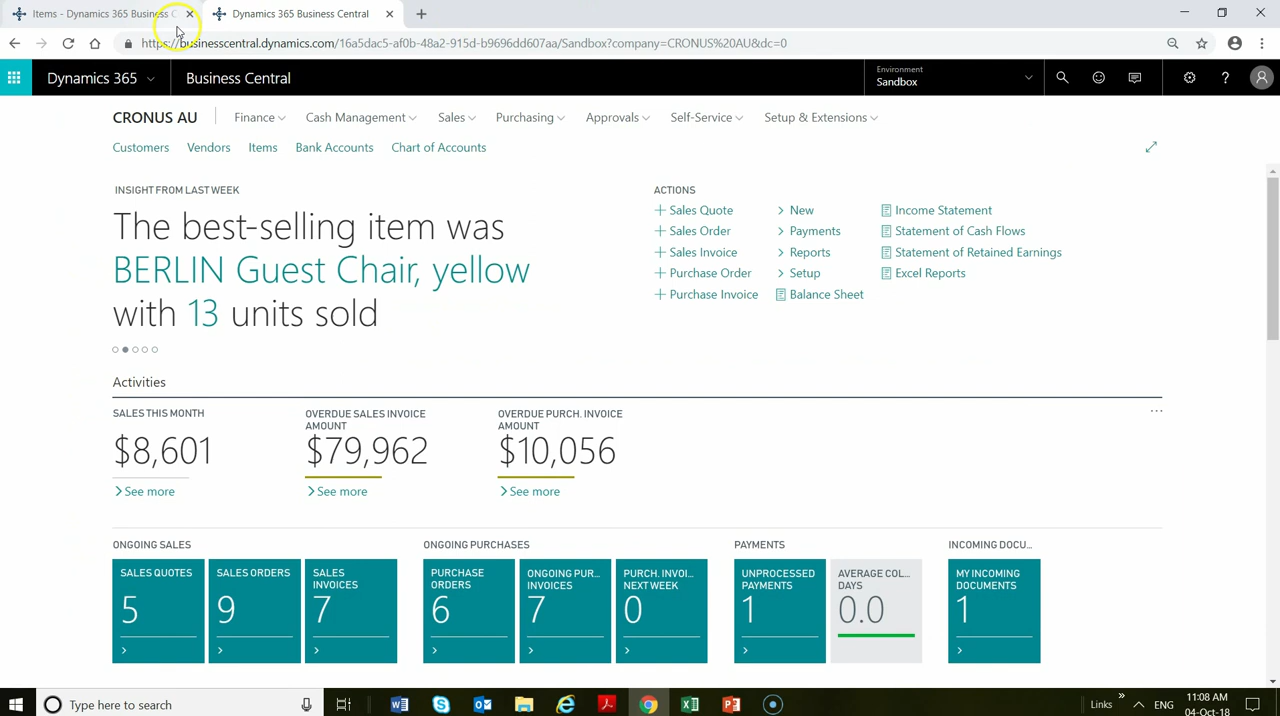 Items - Dynamics 365 Business C
Dynamics 365 Business Central
https://businesscentral.dynamics.com/16a5dac5-af0b-48a2-915d-b9696dd607aa/Sandbox?company=CRONUS%20AU&dc=0
Dynamics 365
Business Central
Environment
Sandbox
?
CRONUS AU
Finance
Cash Management
Sales
Purchasing
Approvals
Self-Service
Setup & Extensions
Customers
Vendors
Items
Bank Accounts
Chart of Accounts
INSIGHT FROM LAST WEEK
The best-selling item was
BERLIN Guest Chair, yellow
with 13 units sold
ACTIONS
+ Sales Quote
+ Sales Order
+ Sales Invoice
+ Purchase Order
+ Purchase Invoice
> New
> Payments
> Reports
> Setup
Balance Sheet
Income Statement
Statement of Cash Flows
Statement of Retained Earnings
Excel Reports
Activities
...
SALES THIS MONTH
$8,601
> See more
OVERDUE SALES INVOICE
AMOUNT
$79,962
> See more
OVERDUE PURCH. INVOICE
AMOUNT
$10,056
> See more
ONGOING SALES
SALES QUOTES
5
>
SALES ORDERS
9
>
SALES
INVOICES
7
>
ONGOING PURCHASES
PURCHASE
ORDERS
6
>
ONGOING PUR...
INVOICES
7
>
PURCH. INVOI...
NEXT WEEK
0
>
PAYMENTS
UNPROCESSED
PAYMENTS
1
>
AVERAGE COL...
DAYS
0.0
INCOMING DOCU...
MY INCOMING
DOCUMENTS
1
>
Type here to search
Links
»
ENG
11:08 AM
04-Oct-18